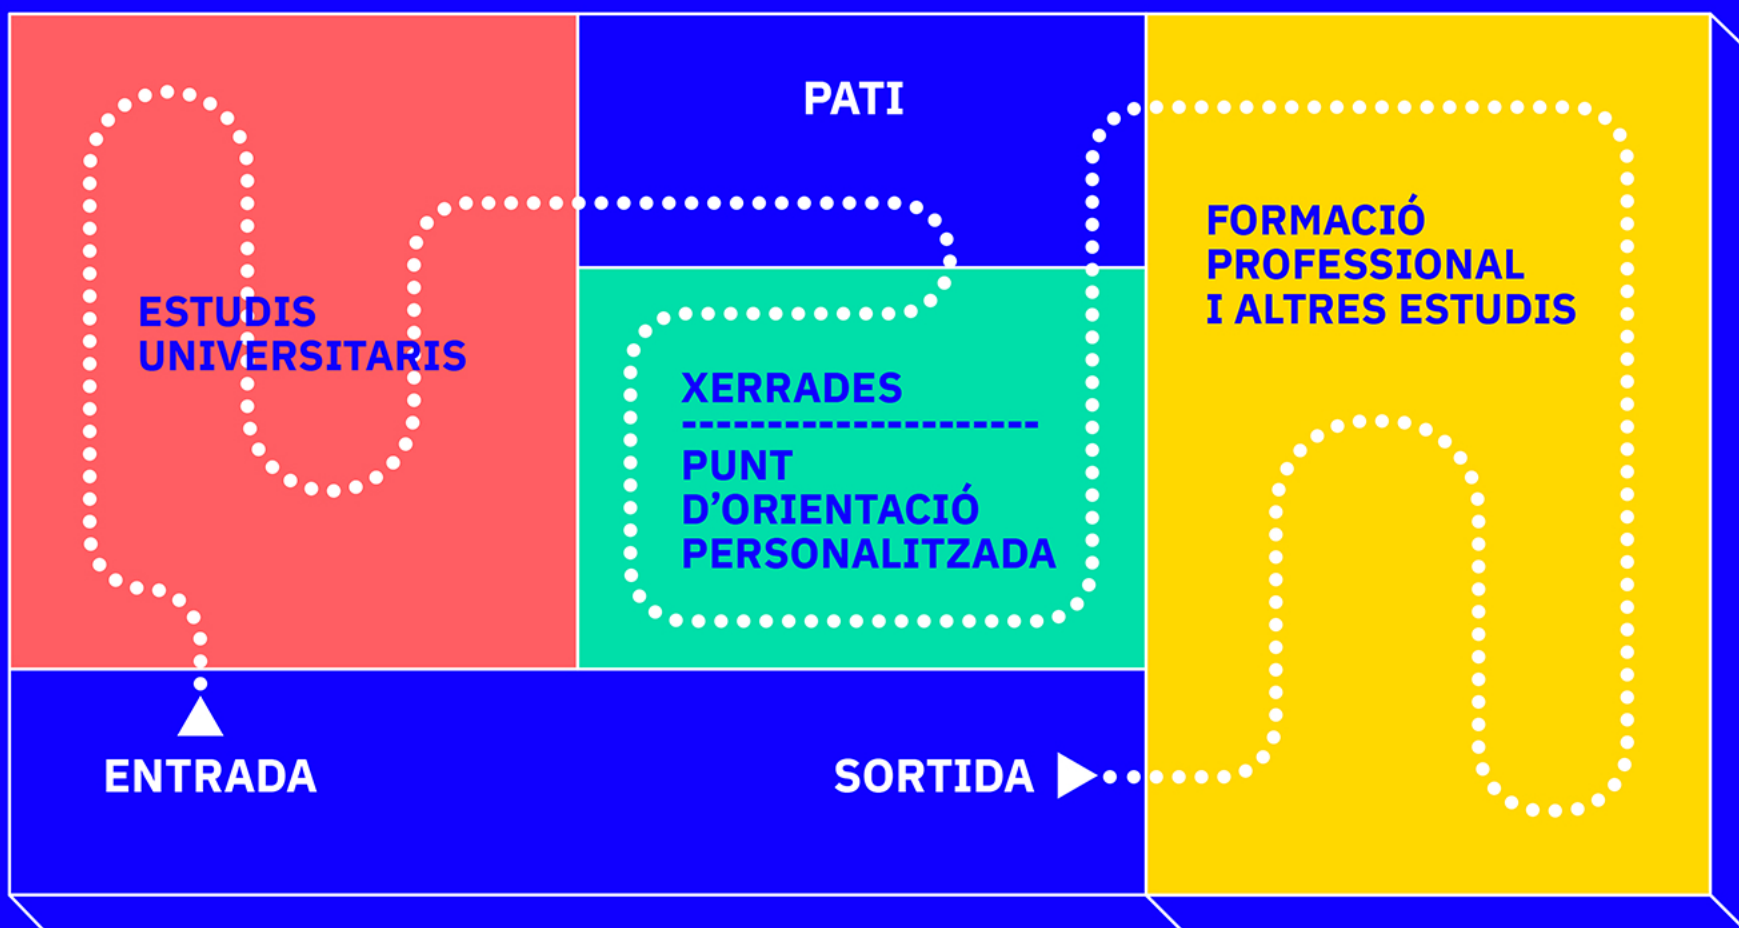 PATI
ESTUDIS
UNIVERSITARIS
XERRADES
---------------------
PUNT
D’ORIENTACIÓ
PERSONALITZADA
FORMACIÓ
PROFESSIONAL
I ALTRES ESTUDIS
ENTRADA
SORTIDA